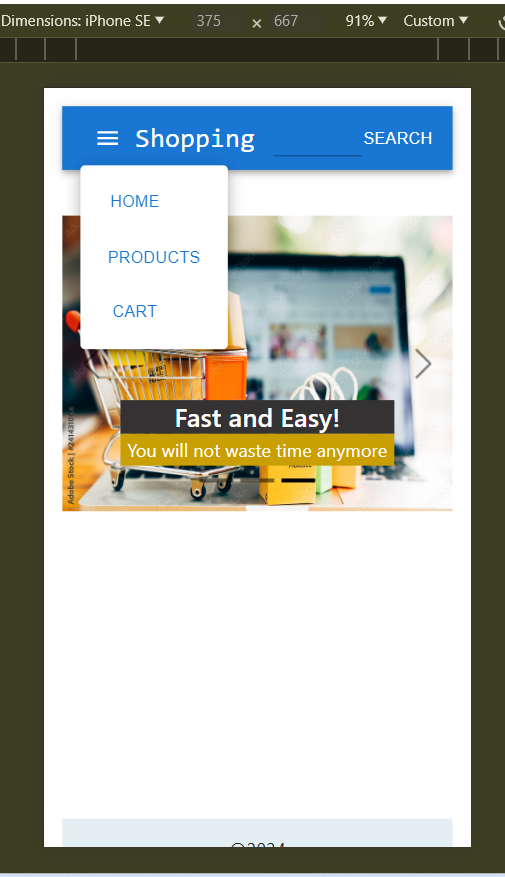 Dimensions: iPhone SE ▼ 375 × 667 91% ▼ Custom ▼
Shopping SEARCH
HOME
PRODUCTS
CART
Fast and Easy!
You will not waste time anymore
FRAGILE
Adobe Stock
©2024